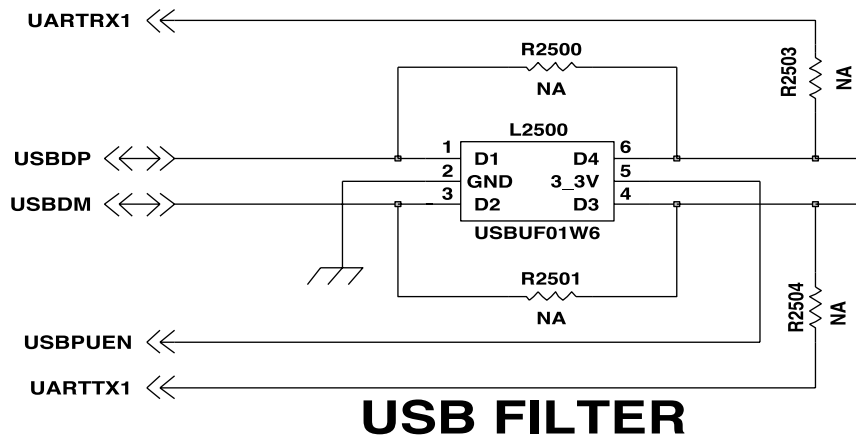 UARTRX1
R2500
NA
R2503
NA
L2500
USBDP
1
D1
D4
6
2
GND
3_3V
5
USBDM
3
D2
D3
4
USBUF01W6
R2501
NA
R2504
NA
USBPUEN
UARTTX1
USB FILTER